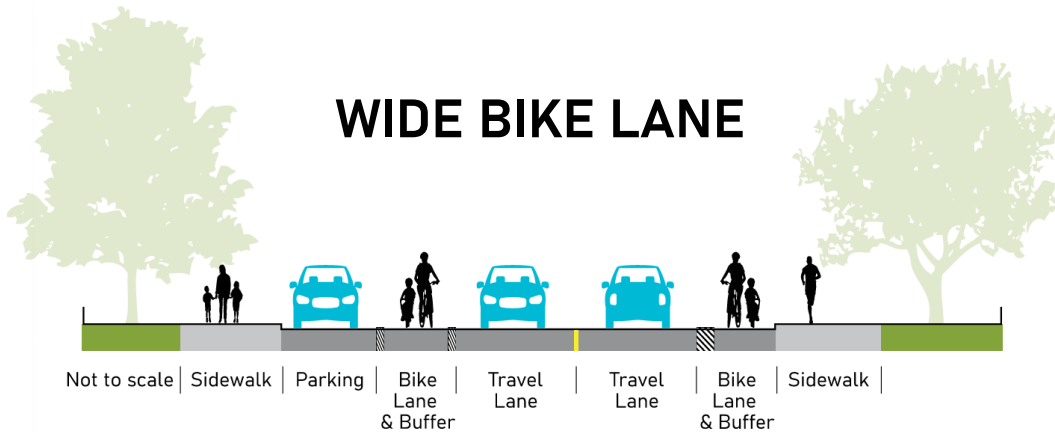 WIDE BIKE LANE
Not to scale
Sidewalk
Parking
Bike
Lane
& Buffer
Travel
Lane
Travel
Lane
Bike
Lane
& Buffer
Sidewalk